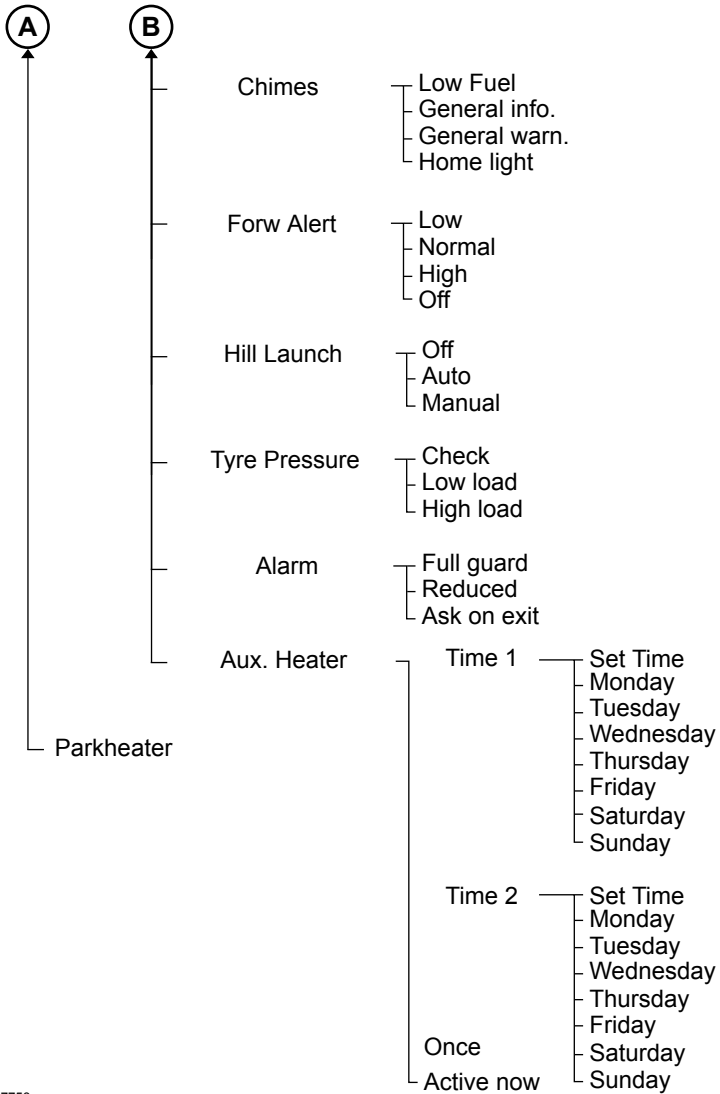 A B
Chimes Low Fuel
General info.
General warn.
Home light
Forw Alert Low
Normal
High
Off
Hill Launch Off
Auto
Manual
Tyre Pressure Check
Low load
High load
Alarm Full guard
Reduced
Ask on exit
Aux. Heater Time 1 Set Time
Monday
Tuesday
Wednesday
Parkheater Thursday
Friday
Saturday
Sunday
Time 2 Set Time
Monday
Tuesday
Wednesday
Thursday
Friday
Once Saturday
Active now Sunday